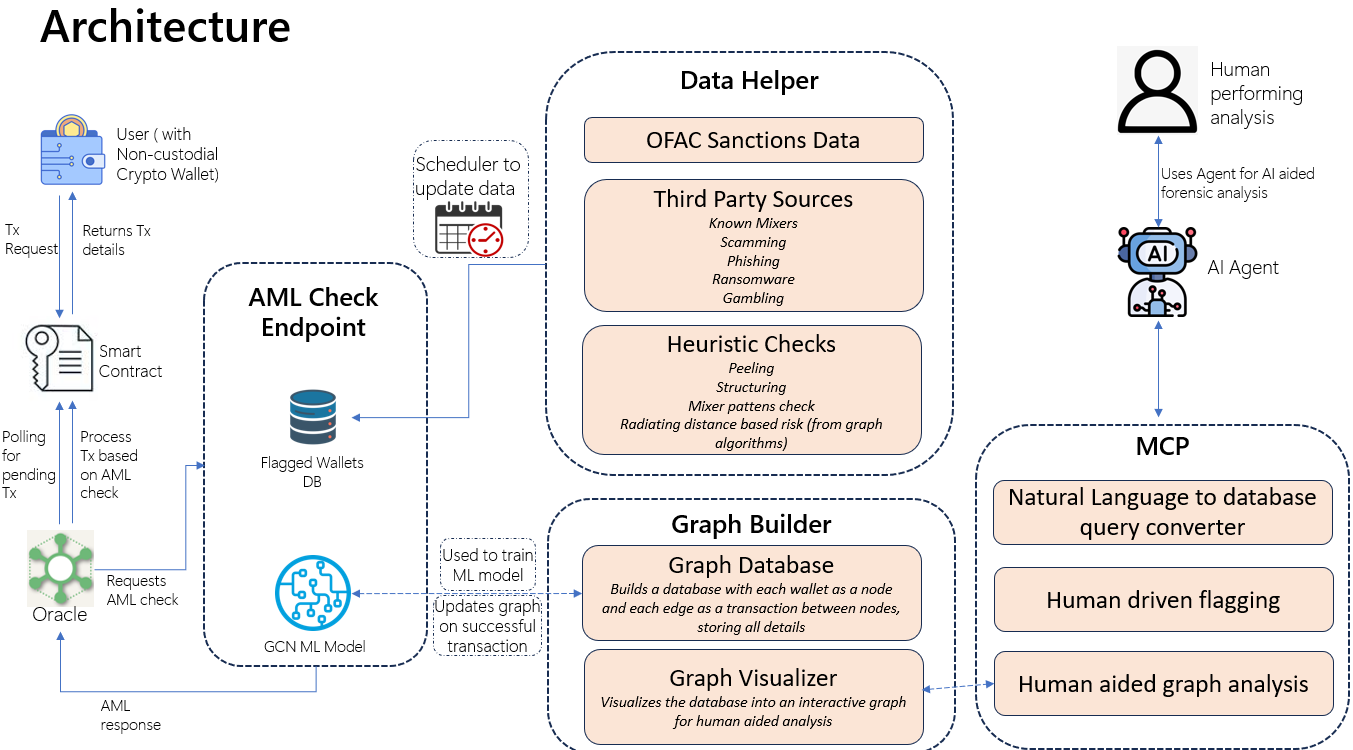 Architecture
User ( with
Non-custodial
Crypto Wallet)
Tx
Request
Returns Tx
details
Smart
Contract
Polling
for
pending
Tx
Process
Tx based
on AML
check
Oracle
Requests
AML check
AML
response
AML Check
Endpoint
Flagged Wallets
DB
GCN ML Model
Scheduler to
update data
Used to train
ML model
Updates graph
on successful
transaction
Data Helper
OFAC Sanctions Data
Third Party Sources
Known Mixers
Scamming
Phishing
Ransomware
Gambling
Heuristic Checks
Peeling
Structuring
Mixer pattens check
Radiating distance based risk (from graph
algorithms)
Graph Builder
Graph Database
Builds a database with each wallet as a node
and each edge as a transaction between nodes,
storing all details
Graph Visualizer
Visualizes the database into an interactive graph
for human aided analysis
Human
performing
analysis
Uses Agent for AI aided
forensic analysis
AI
AI Agent
MCP
Natural Language to database
query converter
Human driven flagging
Human aided graph analysis